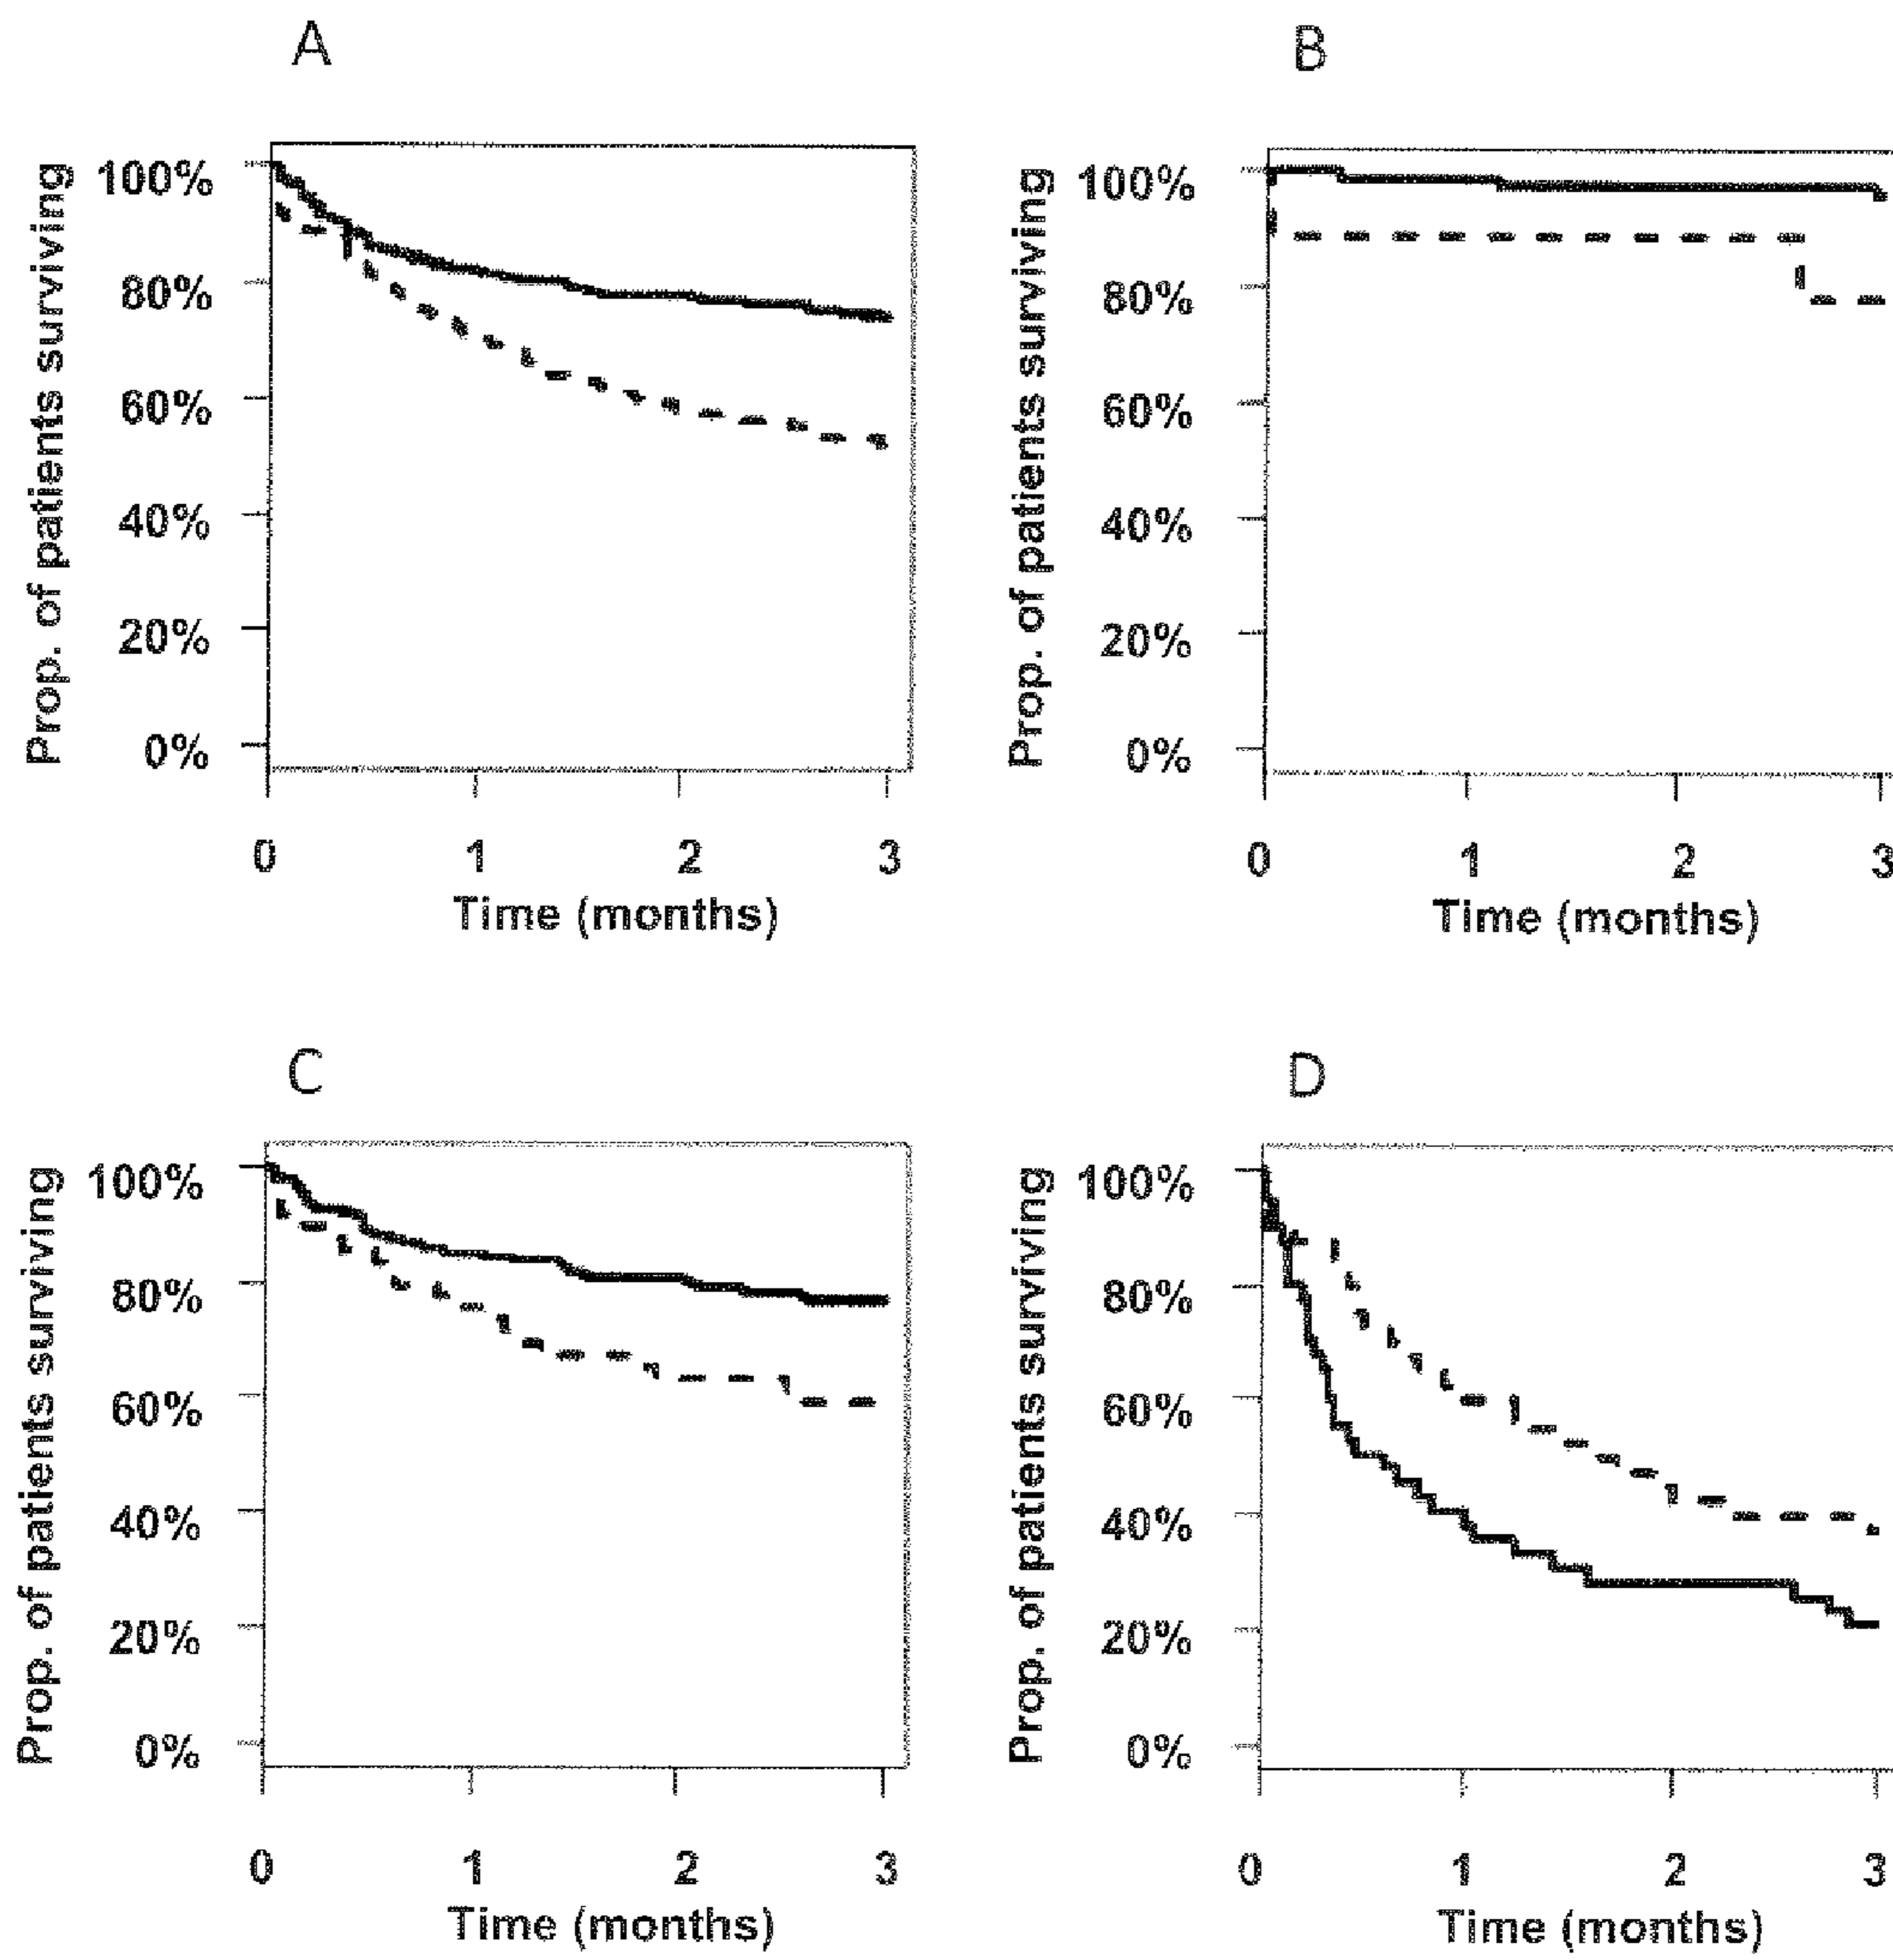 A
Prop. of patients surviving
100%
80%
60%
40%
20%
0%
0 1 2 3
Time (months)
B
Prop. of patients surviving
100%
80%
60%
40%
20%
0%
0 1 2 3
Time (months)
C
Prop. of patients surviving
100%
80%
60%
40%
20%
0%
0 1 2 3
Time (months)
D
Prop. of patients surviving
100%
80%
60%
40%
20%
0%
0 1 2 3
Time (months)